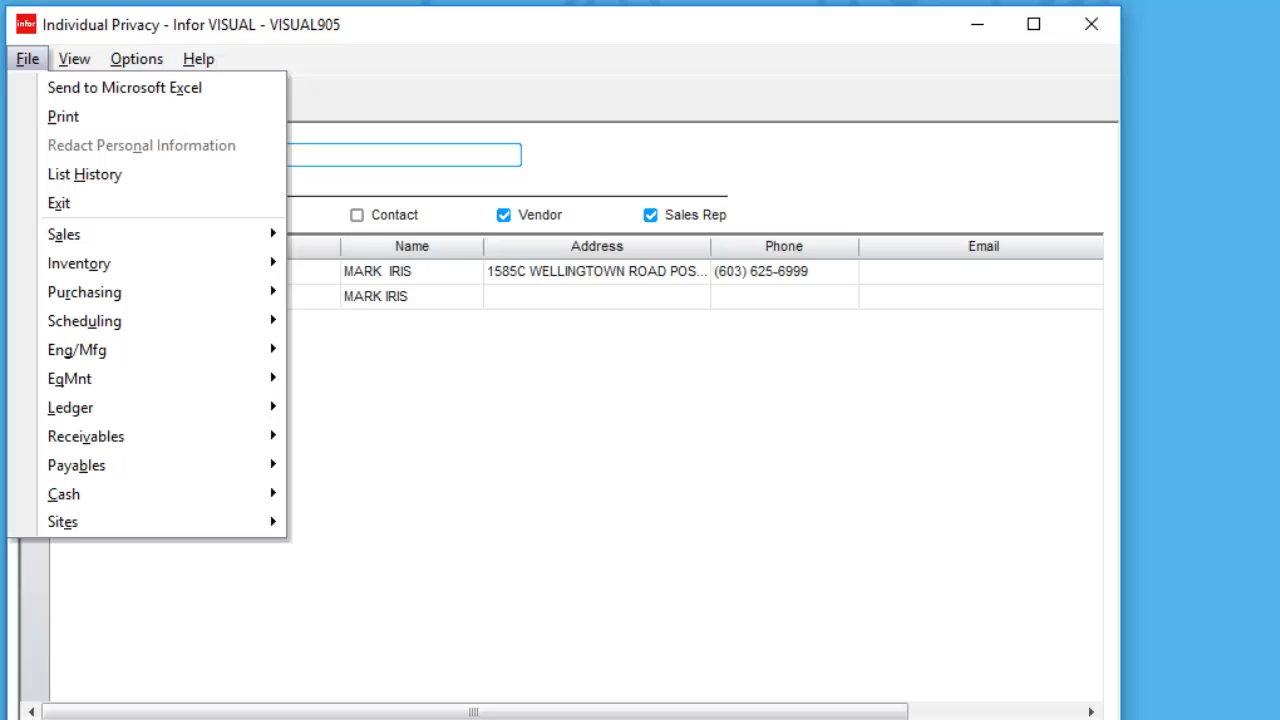 infor Individual Privacy - Infor VISUAL - VISUAL905
File View Options Help
Send to Microsoft Excel
Print
Redact Personal Information
List History
Exit
Sales
Inventory
Purchasing
Scheduling
Eng/Mfg
EqMnt
Ledger
Receivables
Payables
Cash
Sites
Contact Vendor Sales Rep
Name Address Phone Email
MARK IRIS 1585C WELLINGTOWN ROAD POS... (603) 625-6999
MARK IRIS